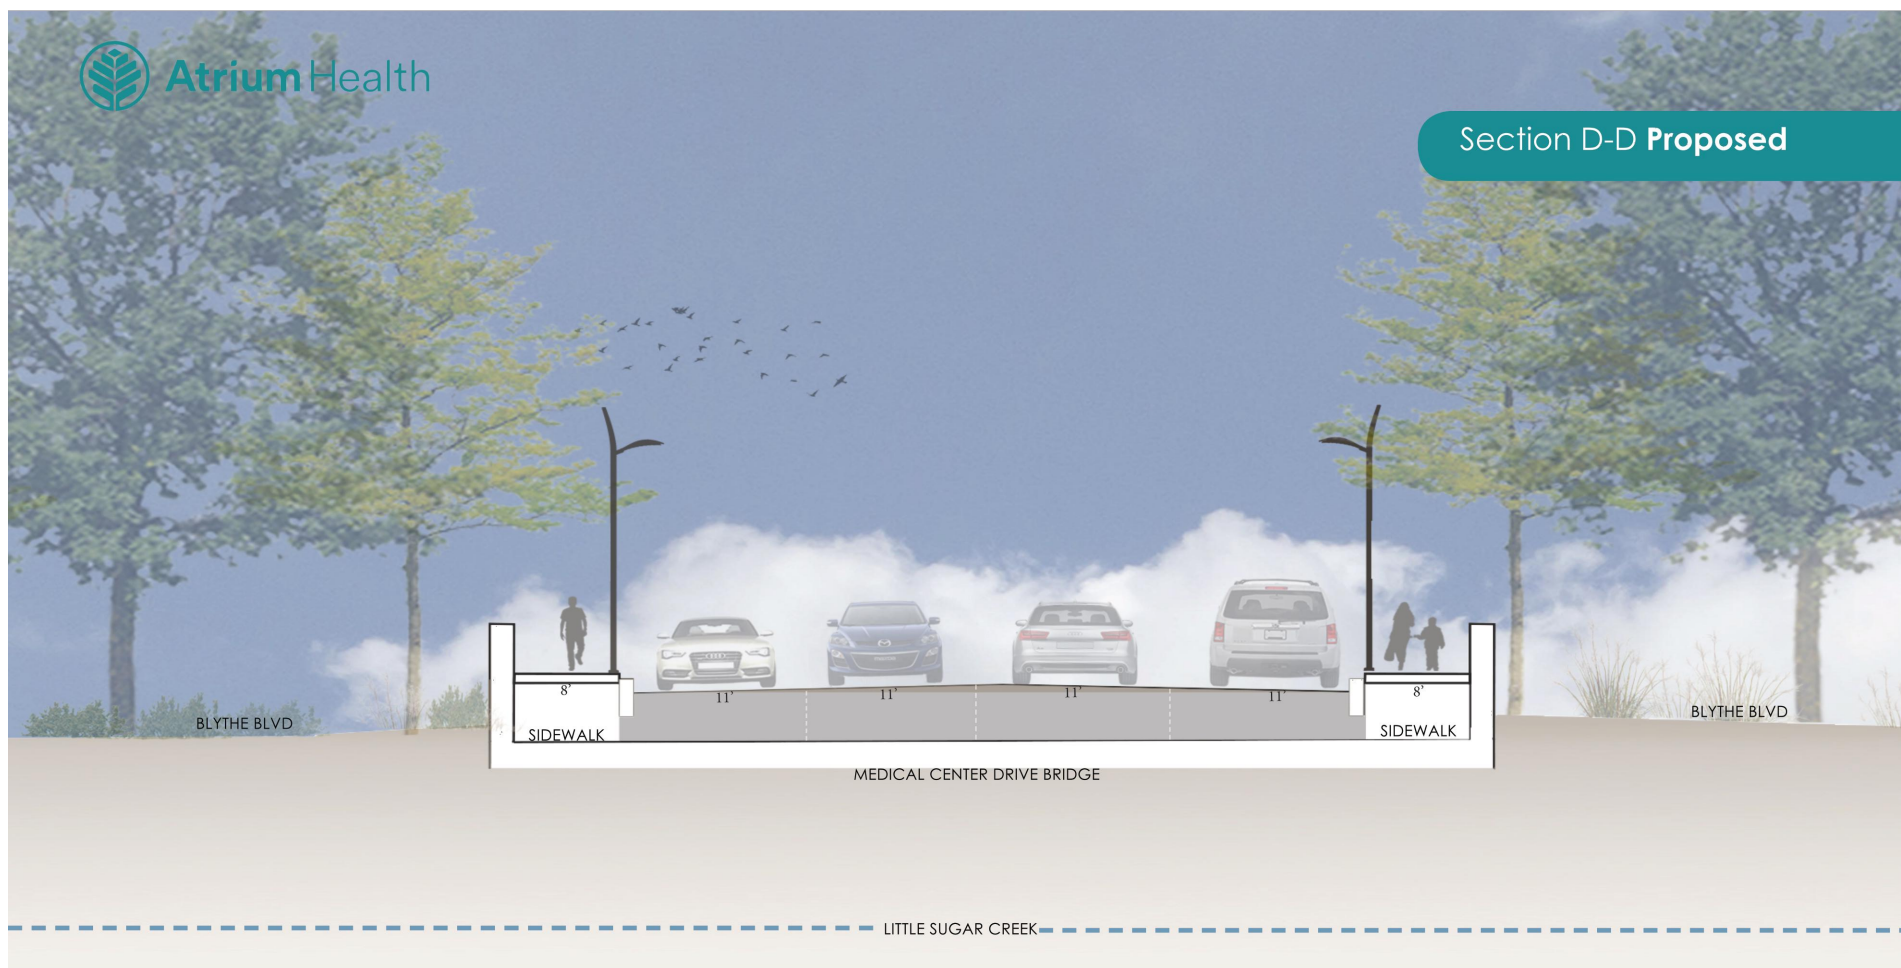 Atrium Health
Section D-D Proposed
8’
11’
11’
11’
11’
8’
BLYTHE BLVD
SIDEWALK
SIDEWALK
BLYTHE BLVD
MEDICAL CENTER DRIVE BRIDGE
LITTLE SUGAR CREEK